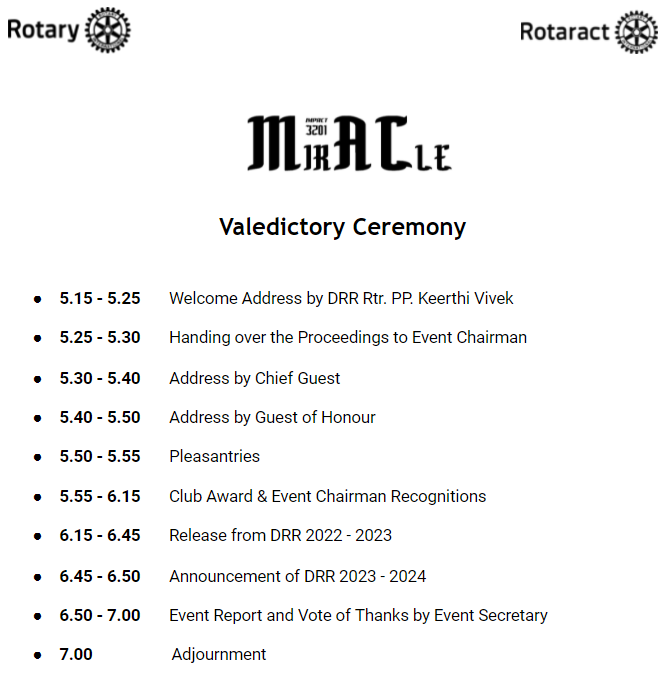 Rotary
Rotaract
IMPACT
3201
MIRACLE
Valedictory Ceremony
● 5.15 - 5.25 Welcome Address by DRR Rtr. PP. Keerthi Vivek
● 5.25 - 5.30 Handing over the Proceedings to Event Chairman
● 5.30 - 5.40 Address by Chief Guest
● 5.40 - 5.50 Address by Guest of Honour
● 5.50 - 5.55 Pleasantries
● 5.55 - 6.15 Club Award & Event Chairman Recognitions
● 6.15 - 6.45 Release from DRR 2022 - 2023
● 6.45 - 6.50 Announcement of DRR 2023 - 2024
● 6.50 - 7.00 Event Report and Vote of Thanks by Event Secretary
● 7.00 Adjournment